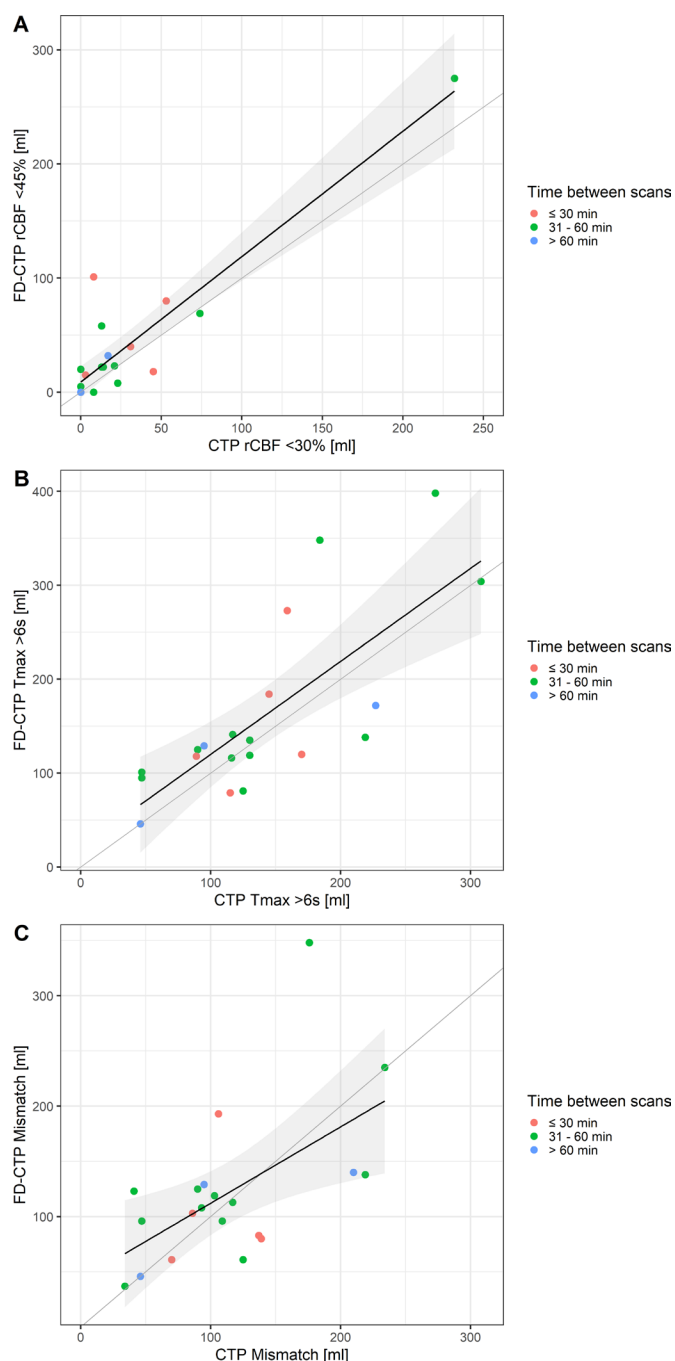 A
300
200
100
0
FD-CTP rCBF <45% [ml]
0 50 100 150 200 250
CTP rCBF <30% [ml]
Time between scans
≤ 30 min
31 - 60 min
> 60 min
B
400
300
200
100
0
FD-CTP Tmax >6s [ml]
0 100 200 300
CTP Tmax >6s [ml]
Time between scans
≤ 30 min
31 - 60 min
> 60 min
C
300
200
100
0
FD-CTP Mismatch [ml]
0 100 200 300
CTP Mismatch [ml]
Time between scans
≤ 30 min
31 - 60 min
> 60 min